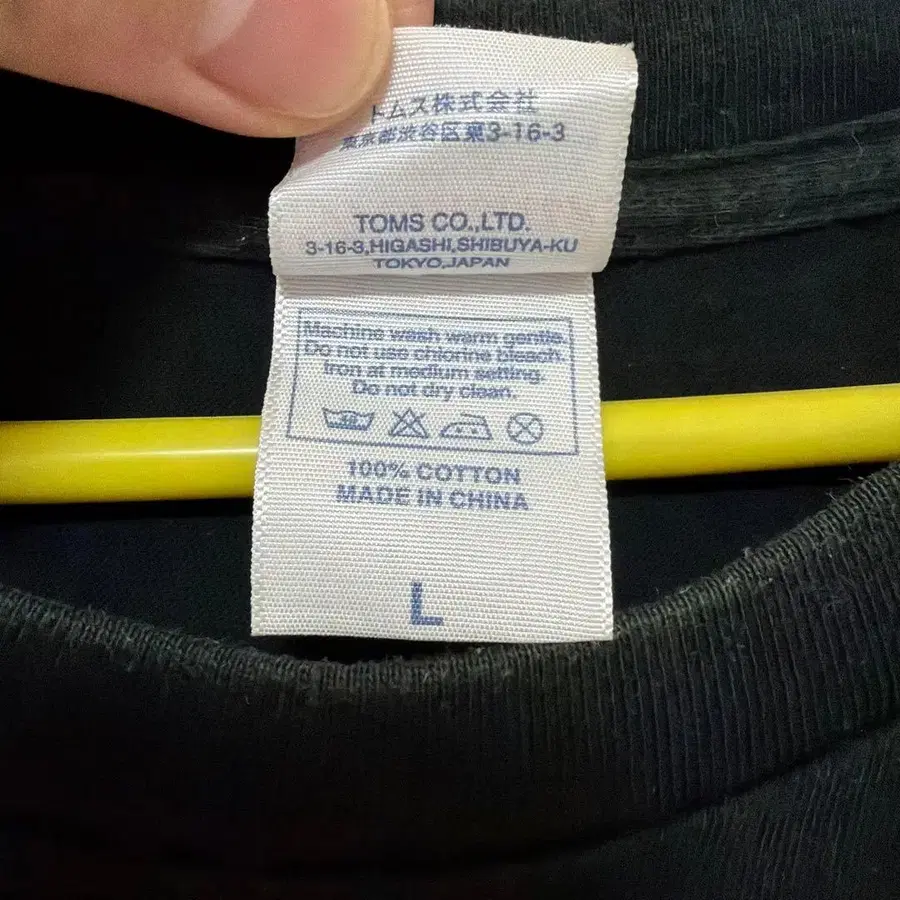 トムス株式会社
東京都渋谷区東3-16-3
TOMS CO.,LTD.
3-16-3,HIGASHI,SHIBUYA-KU
TOKYO,JAPAN
Machine wash warm gentle.
Do not use chlorine bleach.
Iron at medium setting.
Do not dry clean.
40
100% COTTON
MADE IN CHINA
L